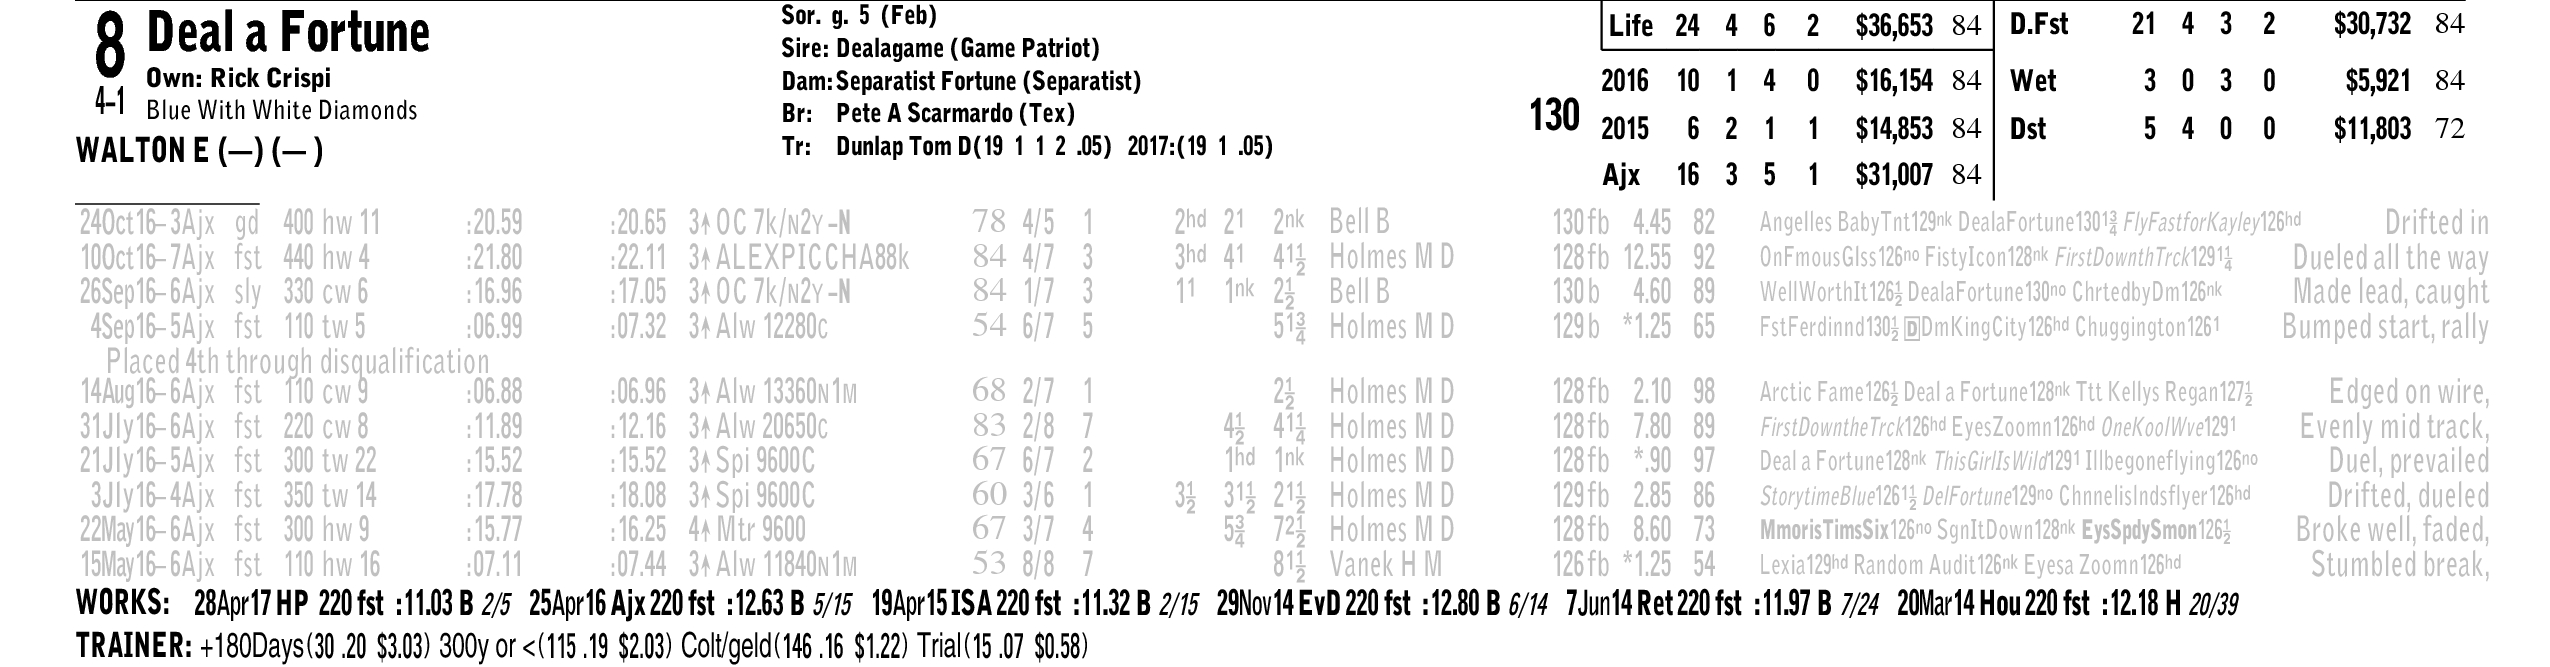 8 Deal a Fortune
Own: Rick Crispi
4–1 Blue With White Diamonds
WALTON E (—) (— )
Sor. g. 5 (Feb)
Sire: Dealagame (Game Patriot)
Dam: Separatist Fortune (Separatist)
Br: Pete A Scarmardo (Tex)
Tr: Dunlap Tom D(19 1 1 2 .05) 2017:(19 1 .05)
130
Life 24 4 6 2 $36,653 84
2016 10 1 4 0 $16,154 84
2015 6 2 1 1 $14,853 84
Ajx 16 3 5 1 $31,007 84
D.Fst 21 4 3 2 $30,732 84
Wet 3 0 3 0 $5,921 84
Dst 5 4 0 0 $11,803 72
24Oct16–3Ajx gd 400 hw 11 :20.59 :20.65 3↑ OC 7k/N2Y –N 78 4/5 1 2hd 21 2nk Bell B 130 fb 4.45 82 Angelles BabyTnt129nk DealaFortune1301¾ FlyFastforKayley126hd Drifted in
10Oct16–7Ajx fst 440 hw 4 :21.80 :22.11 3↑ ALEXPICCHA88k 84 4/7 3 3hd 41 41½ Holmes M D 128 fb 12.55 92 OnFmousGlss126no FistyIcon128nk FirstDownthTrck1291¼ Dueled all the way
26Sep16–6Ajx sly 330 cw 6 :16.96 :17.05 3↑ OC 7k/N2Y –N 84 1/7 3 11 1nk 2½ Bell B 130 b 4.60 89 WellWorthIt126½ DealaFortune130no ChrtedbyDm126nk Made lead, caught
4Sep16–5Ajx fst 110 tw 5 :06.99 :07.32 3↑ Alw 12280C 54 6/7 5 51¾ Holmes M D 129 b *1.25 65 FstFerdinnd130½ DDmKingCity126hd Chuggington1261 Bumped start, rally
Placed 4th through disqualification
14Aug16–6Ajx fst 110 cw 9 :06.88 :06.96 3↑ Alw 13360N1M 68 2/7 1 2½ Holmes M D 128 fb 2.10 98 Arctic Fame126½ Deal a Fortune128nk Ttt Kellys Regan127½ Edged on wire,
31Jly16–6Ajx fst 220 cw 8 :11.89 :12.16 3↑ Alw 20650C 83 2/8 7 4½ 41¼ Holmes M D 128 fb 7.80 89 FirstDowntheTrck126hd EyesZoomn126hd OneKoolWve1291 Evenly mid track,
21Jly16–5Ajx fst 300 tw 22 :15.52 :15.52 3↑ Spi 9600C 67 6/7 2 1hd 1nk Holmes M D 128 fb *.90 97 Deal a Fortune128nk ThisGirlIsWild1291 Illbegoneflying126no Duel, prevailed
3Jly16–4Ajx fst 350 tw 14 :17.78 :18.08 3↑ Spi 9600C 60 3/6 1 3½ 31½ 21½ Holmes M D 129 fb 2.85 86 StorytimeBlue1261½ DelFortune129no ChnnelisIndsflyer126hd Drifted, dueled
22May16–6Ajx fst 300 hw 9 :15.77 :16.25 4↑ Mtr 9600 67 3/7 4 5¾ 72½ Holmes M D 128 fb 8.60 73 MmorisTimsSix126no SgnItDown128nk EysSpdySmon126½ Broke well, faded,
15May16–6Ajx fst 110 hw 16 :07.11 :07.44 3↑ Alw 11840N1M 53 8/8 7 81½ Vanek H M 126 fb *1.25 54 Lexia129hd Random Audit126nk Eyesa Zoomn126hd Stumbled break,
WORKS: 28Apr17 HP 220 fst :11.03 B 2/5 25Apr16 Ajx 220 fst :12.63 B 5/15 19Apr15 ISA 220 fst :11.32 B 2/15 29Nov14 EvD 220 fst :12.80 B 6/14 7Jun14 Ret 220 fst :11.97 B 7/24 20Mar14 Hou 220 fst :12.18 H 20/39
TRAINER: +180Days(30 .20 $3.03) 300y or <(115 .19 $2.03) Colt/geld(146 .16 $1.22) Trial(15 .07 $0.58)